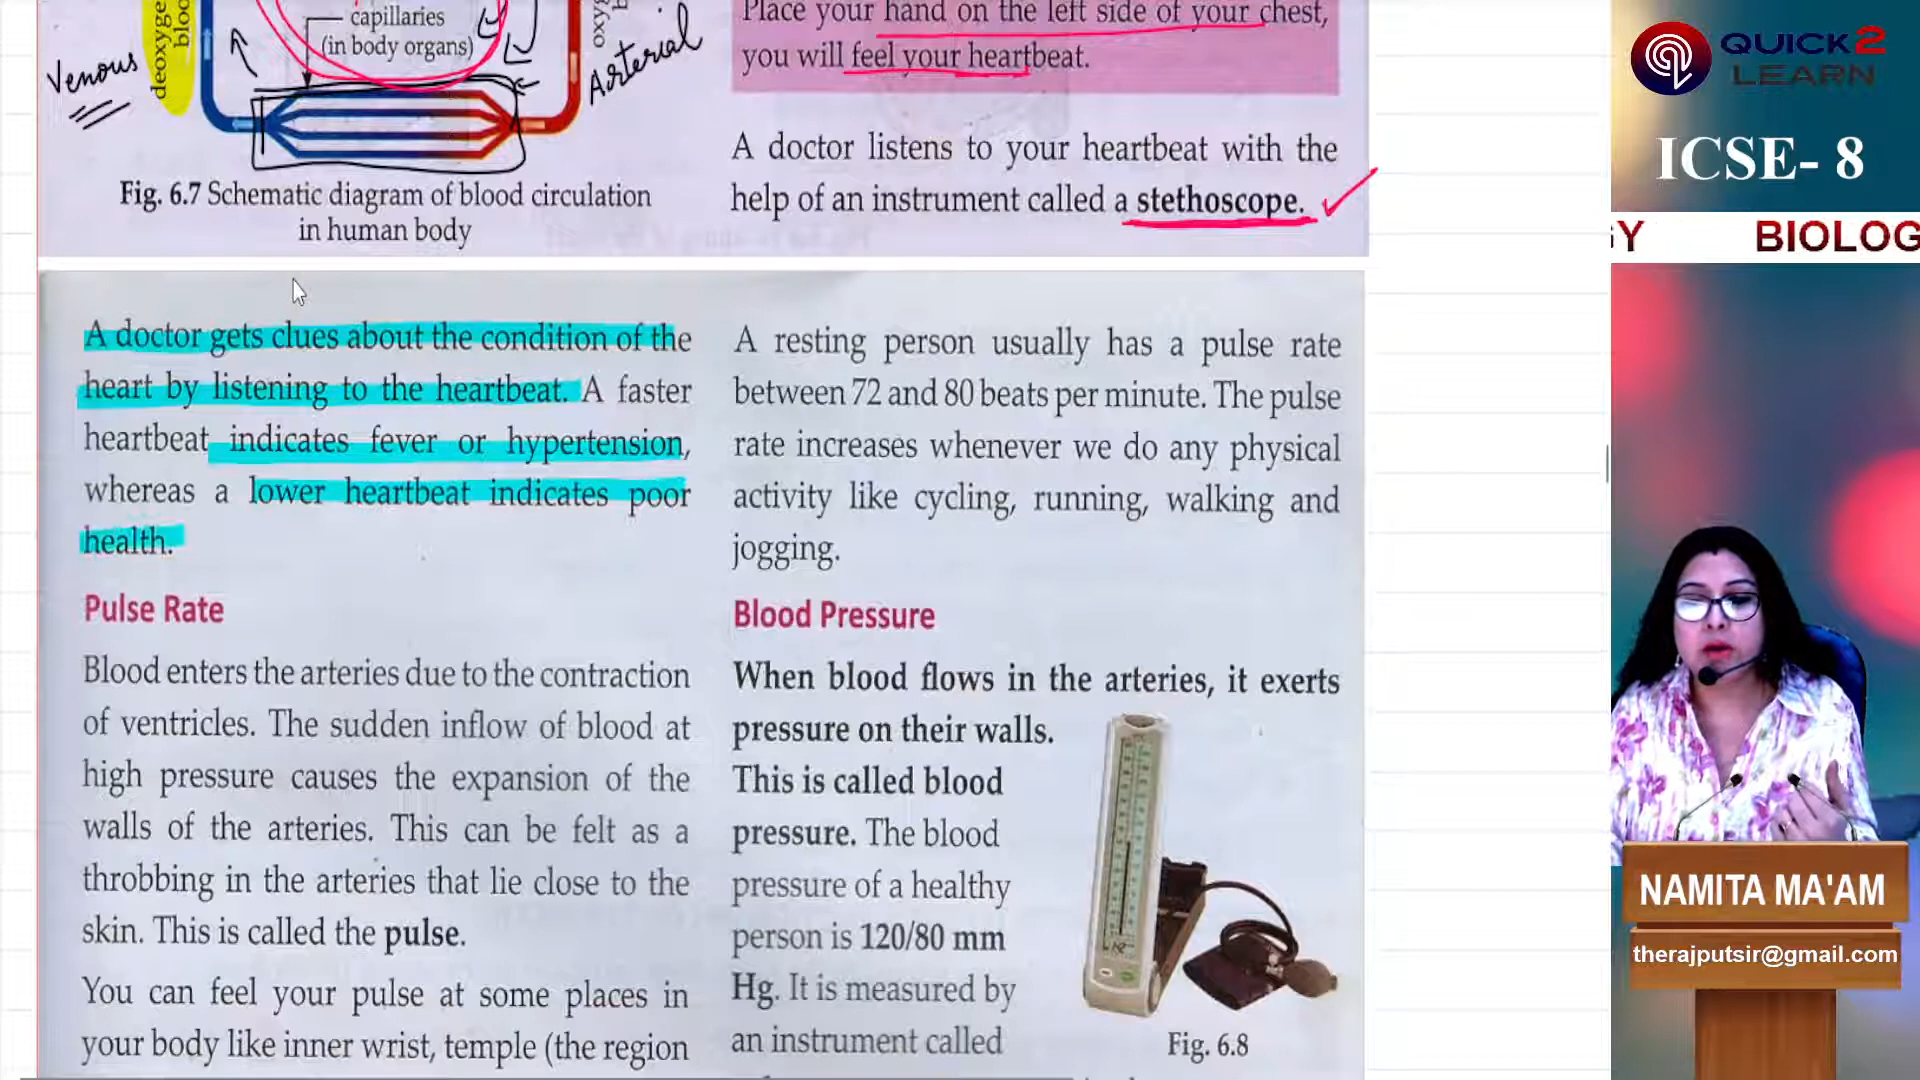 capillaries
(in body organs)
deoxyge
blo
oxy
Venous
Arterial
Fig. 6.7 Schematic diagram of blood circulation
in human body
Place your hand on the left side of your chest,
you will feel your heartbeat.
A doctor listens to your heartbeat with the
help of an instrument called a stethoscope.
A doctor gets clues about the condition of the
heart by listening to the heartbeat. A faster
heartbeat indicates fever or hypertension,
whereas a lower heartbeat indicates poor
health.
Pulse Rate
Blood enters the arteries due to the contraction
of ventricles. The sudden inflow of blood at
high pressure causes the expansion of the
walls of the arteries. This can be felt as a
throbbing in the arteries that lie close to the
skin. This is called the pulse.
You can feel your pulse at some places in
your body like inner wrist, temple (the region
A resting person usually has a pulse rate
between 72 and 80 beats per minute. The pulse
rate increases whenever we do any physical
activity like cycling, running, walking and
jogging.
Blood Pressure
When blood flows in the arteries, it exerts
pressure on their walls.
This is called blood
pressure. The blood
pressure of a healthy
person is 120/80 mm
Hg. It is measured by
an instrument called
Fig. 6.8
QUICK2
LEARN
ICSE- 8
GY BIOLOG
NAMITA MA'AM
therajputsir@gmail.com